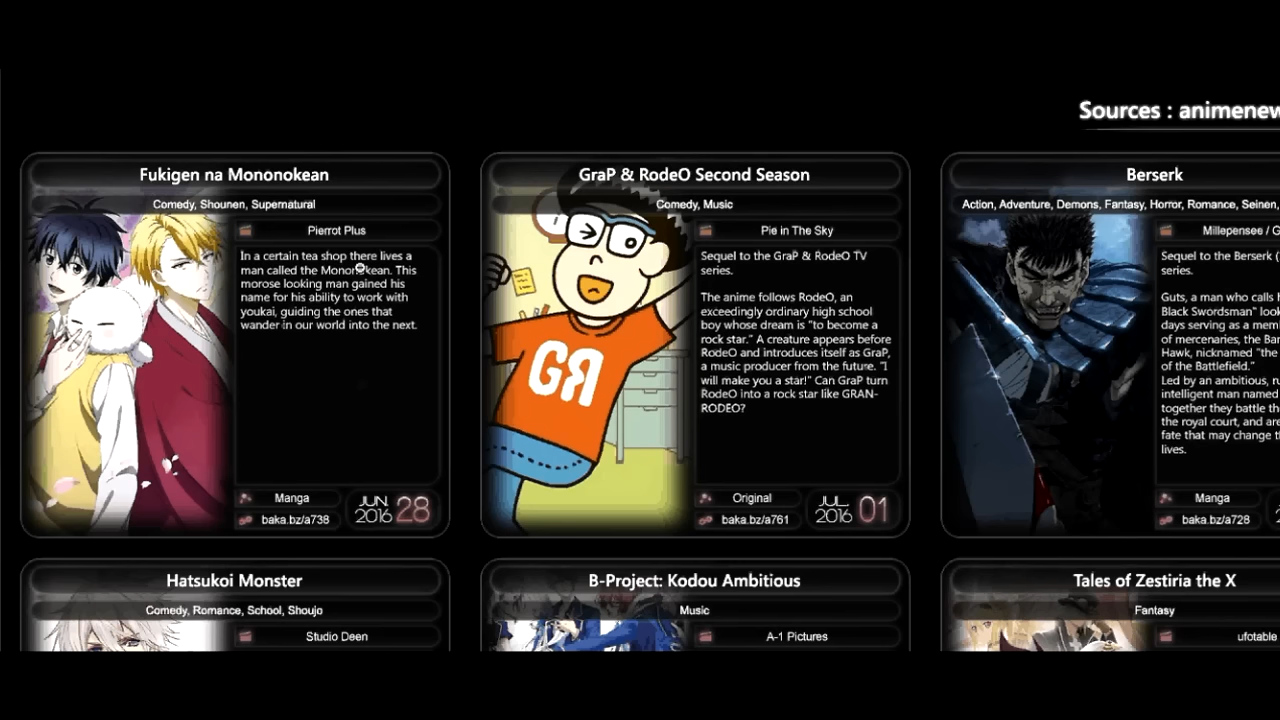 Sources : animenew
Fukigen na Mononokean
Comedy, Shounen, Supernatural
Pierrot Plus
In a certain tea shop there lives a
man called the Mononokean. This
morose looking man gained his
name for his ability to work with
youkai, guiding the ones that
wander in our world into the next.
Manga
baka.bz/a738
JUN
2016 28
GraP & RodeO Second Season
Comedy, Music
Pie in The Sky
Sequel to the GraP & RodeO TV
series.
The anime follows RodeO, an
exceedingly ordinary high school
boy whose dream is "to become a
rock star." A creature appears before
RodeO and introduces itself as GraP,
a music producer from the future. "I
will make you a star!" Can GraP turn
RodeO into a rock star like GRAN-
RODEO?
GR
Original
baka.bz/a761
JUL
2016 01
Berserk
Action, Adventure, Demons, Fantasy, Horror, Romance, Seinen,
Millepensee / G
Sequel to the Berserk (
series.
Guts, a man who calls h
Black Swordsman" look
days serving as a mem
of mercenaries, the Ban
Hawk, nicknamed "the
of the Battlefield."
Led by an ambitious, ru
intelligent man named
together they battle th
the royal court, and are
fate that may change t
lives.
Manga
baka.bz/a728
Hatsukoi Monster
Comedy, Romance, School, Shoujo
Studio Deen
B-Project: Kodou Ambitious
Music
A-1 Pictures
Tales of Zestiria the X
Fantasy
ufotable